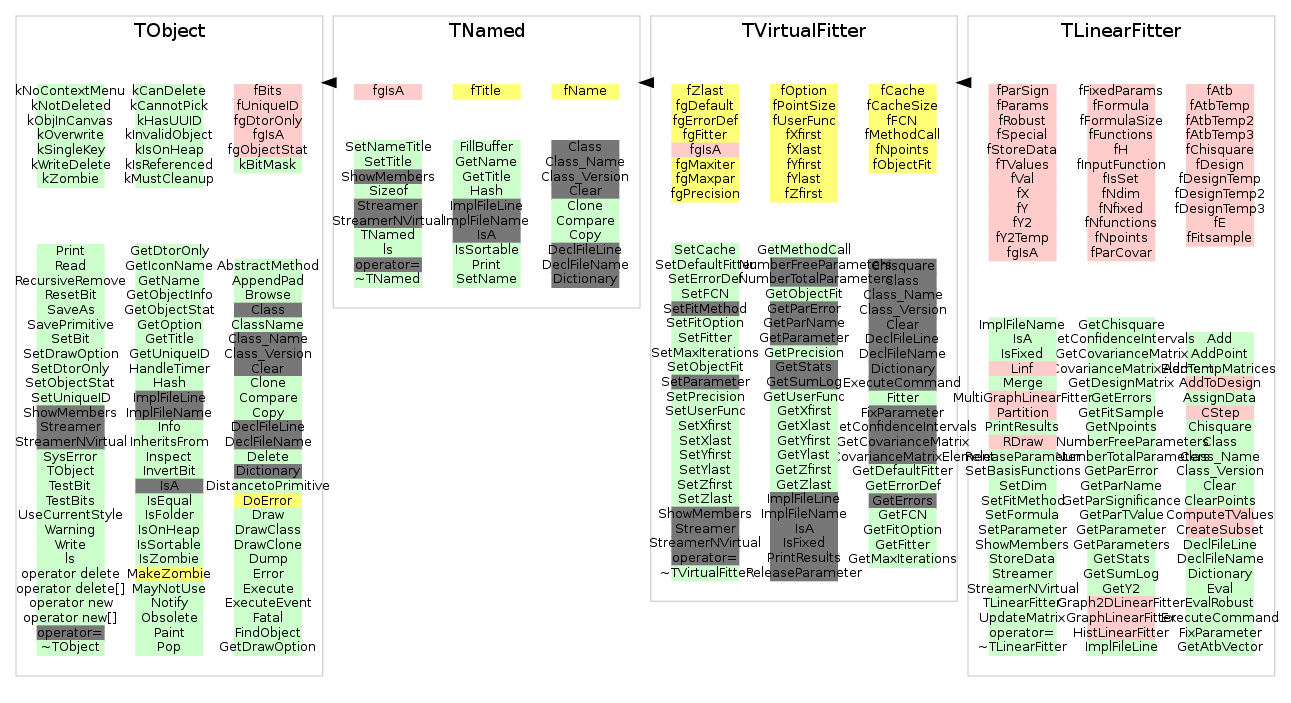 TObject
kNoContextMenu
kNotDeleted
kObjInCanvas
kOverwrite
kSingleKey
kWriteDelete
kZombie
kCanDelete
kCannotPick
kHasUUID
kInvalidObject
kIsOnHeap
kIsReferenced
kMustCleanup
fBits
fUniqueID
fgDtorOnly
fgIsA
fgObjectStat
kBitMask
Print
Read
RecursiveRemove
ResetBit
SaveAs
SavePrimitive
SetBit
SetDrawOption
SetDtorOnly
SetObjectStat
SetUniqueID
ShowMembers
Streamer
StreamerNVirtual
SysError
TObject
TestBit
TestBits
UseCurrentStyle
Warning
Write
ls
operator delete
operator delete[]
operator new
operator new[]
operator=
~TObject
GetDtorOnly
GetIconName
GetName
GetObjectInfo
GetObjectStat
GetOption
GetTitle
GetUniqueID
HandleTimer
Hash
ImplFileLine
ImplFileName
Info
InheritsFrom
Inspect
InvertBit
IsA
IsEqual
IsFolder
IsOnHeap
IsSortable
IsZombie
MakeZombie
MayNotUse
Notify
Obsolete
Paint
Pop
AbstractMethod
AppendPad
Browse
Class
ClassName
Class_Name
Class_Version
Clear
Clone
Compare
Copy
DeclFileLine
DeclFileName
Delete
Dictionary
DistancetoPrimitive
DoError
Draw
DrawClass
DrawClone
Dump
Error
Execute
ExecuteEvent
Fatal
FindObject
GetDrawOption
TNamed
fgIsA
fTitle
fName
SetNameTitle
SetTitle
ShowMembers
Sizeof
Streamer
StreamerNVirtual
TNamed
ls
operator=
~TNamed
FillBuffer
GetName
GetTitle
Hash
ImplFileLine
ImplFileName
IsA
IsSortable
Print
SetName
Class
Class_Name
Class_Version
Clear
Clone
Compare
Copy
DeclFileLine
DeclFileName
Dictionary
TVirtualFitter
fZlast
fgDefault
fgErrorDef
fgFitter
fgIsA
fgMaxiter
fgMaxpar
fgPrecision
fOption
fPointSize
fUserFunc
fXfirst
fXlast
fYfirst
fYlast
fZfirst
fCache
fCacheSize
fFCN
fMethodCall
fNpoints
fObjectFit
SetCache
SetDefaultFitter
SetErrorDef
SetFCN
SetFitMethod
SetFitOption
SetFitter
SetMaxIterations
SetObjectFit
SetParameter
SetPrecision
SetUserFunc
SetXfirst
SetXlast
SetYfirst
SetYlast
SetZfirst
SetZlast
ShowMembers
Streamer
StreamerNVirtual
operator=
~TVirtualFitter
GetMethodCall
NumberFreeParameters
NumberTotalParameters
GetObjectFit
GetParError
GetParName
GetParameter
GetPrecision
GetStats
GetSumLog
GetUserFunc
GetXfirst
GetXlast
GetYfirst
GetYlast
GetZfirst
GetZlast
ImplFileLine
ImplFileName
IsA
IsFixed
PrintResults
ReleaseParameter
Chisquare
Class
Class_Name
Class_Version
Clear
DeclFileLine
DeclFileName
Dictionary
ExecuteCommand
Fitter
FixParameter
etConfidenceIntervals
GetCovarianceMatrix
ovarianceMatrixElement
GetDefaultFitter
GetErrorDef
GetErrors
GetFCN
GetFitOption
GetFitter
GetMaxIterations
TLinearFitter
fParSign
fParams
fRobust
fSpecial
fStoreData
fTValues
fVal
fX
fY
fY2
fY2Temp
fgIsA
fFixedParams
fFormula
fFormulaSize
fFunctions
fH
fInputFunction
fIsSet
fNdim
fNfixed
fNfunctions
fNpoints
fParCovar
fAtb
fAtbTemp
fAtbTemp2
fAtbTemp3
fChisquare
fDesign
fDesignTemp
fDesignTemp2
fDesignTemp3
fE
fFitsample
ImplFileName
IsA
IsFixed
Linf
Merge
MultiGraphLinearFitter
Partition
PrintResults
RDraw
ReleaseParameter
SetBasisFunctions
SetDim
SetFitMethod
SetFormula
SetParameter
ShowMembers
StoreData
Streamer
StreamerNVirtual
TLinearFitter
UpdateMatrix
operator=
~TLinearFitter
GetChisquare
etConfidenceIntervals
GetCovarianceMatrix
CovarianceMatrixElement
GetDesignMatrix
GetErrors
GetFitSample
GetNpoints
NumberFreeParameters
NumberTotalParameters
GetParError
GetParName
GetParSignificance
GetParTValue
GetParameter
GetParameters
GetStats
GetSumLog
GetY2
Graph2DLinearFitter
GraphLinearFitter
HistLinearFitter
ImplFileLine
Add
AddPoint
AddTempMatrices
AddToDesign
AssignData
CStep
Chisquare
Class
Class_Name
Class_Version
Clear
ClearPoints
ComputeTValues
CreateSubset
DeclFileLine
DeclFileName
Dictionary
Eval
EvalRobust
ExecuteCommand
FixParameter
GetAtbVector